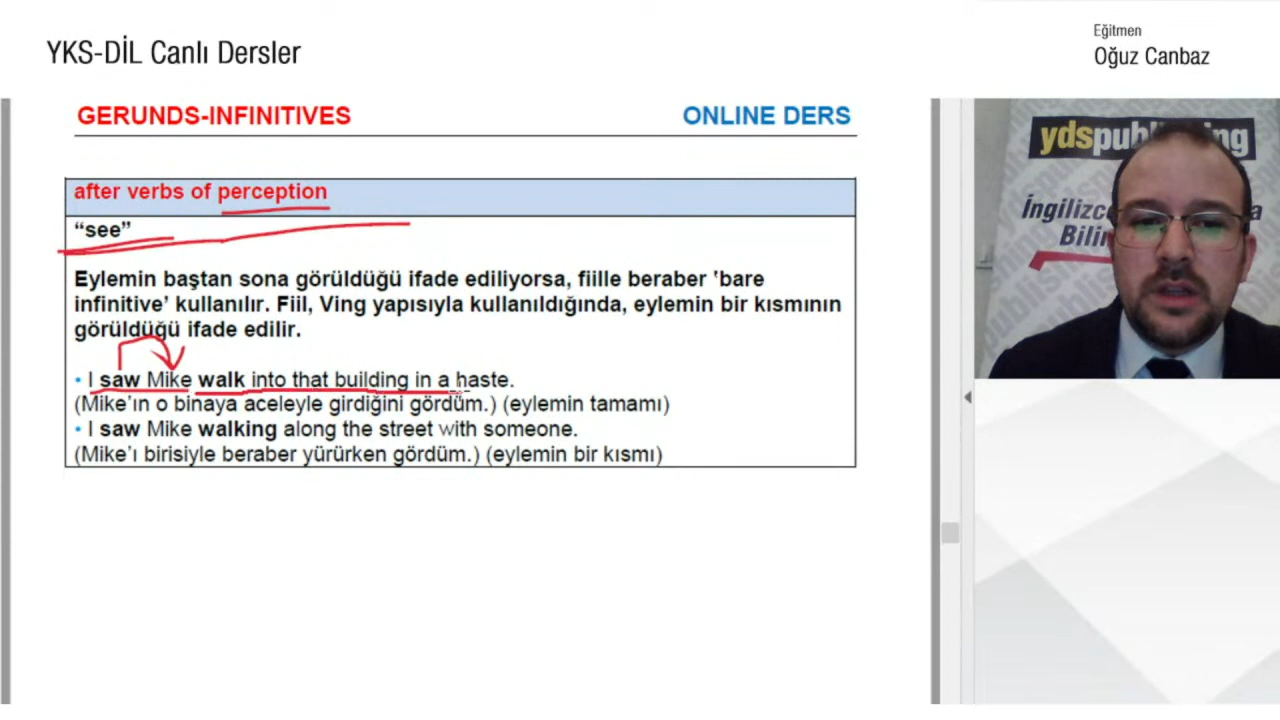 YKS-DİL Canlı Dersler
Eğitmen
Oğuz Canbaz
GERUNDS-INFINITIVES
ONLINE DERS
after verbs of perception
“see”
Eylemin baştan sona görüldüğü ifade ediliyorsa, fiille beraber 'bare
infinitive' kullanılır. Fiil, Ving yapısıyla kullanıldığında, eylemin bir kısmının
görüldüğü ifade edilir.
• I saw Mike walk into that building in a haste.
(Mike’ın o binaya aceleyle girdiğini gördüm.) (eylemin tamamı)
• I saw Mike walking along the street with someone.
(Mike’ı birisiyle beraber yürürken gördüm.) (eylemin bir kısmı)